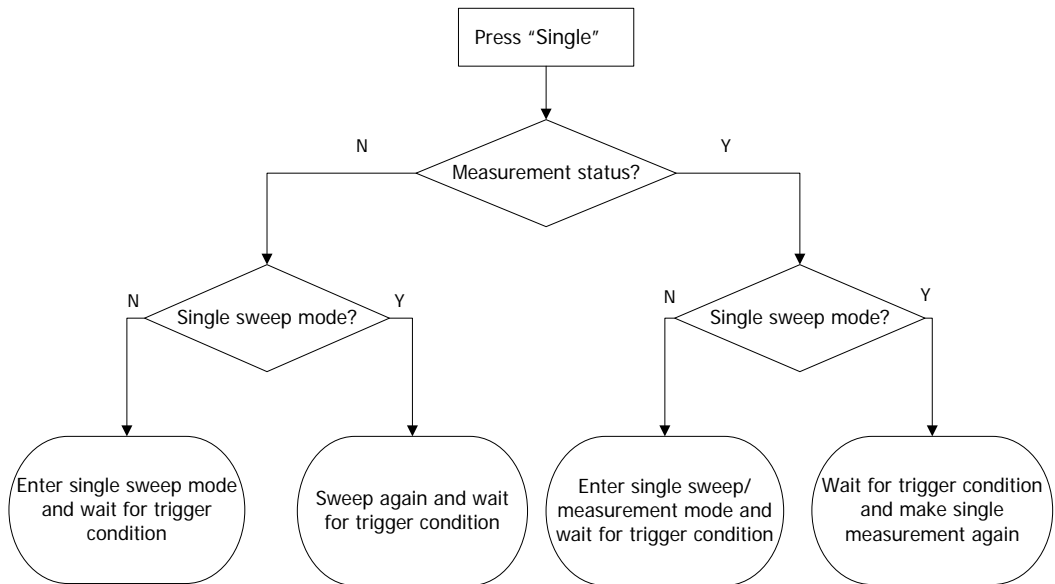 Press “Single”
N
Y
Measurement status?
N
Y
N
Y
Single sweep mode?
Single sweep mode?
Enter single sweep mode
and wait for trigger
condition
Sweep again and wait
for trigger condition
Enter single sweep/
measurement mode and
wait for trigger condition
Wait for trigger condition
and make single
measurement again